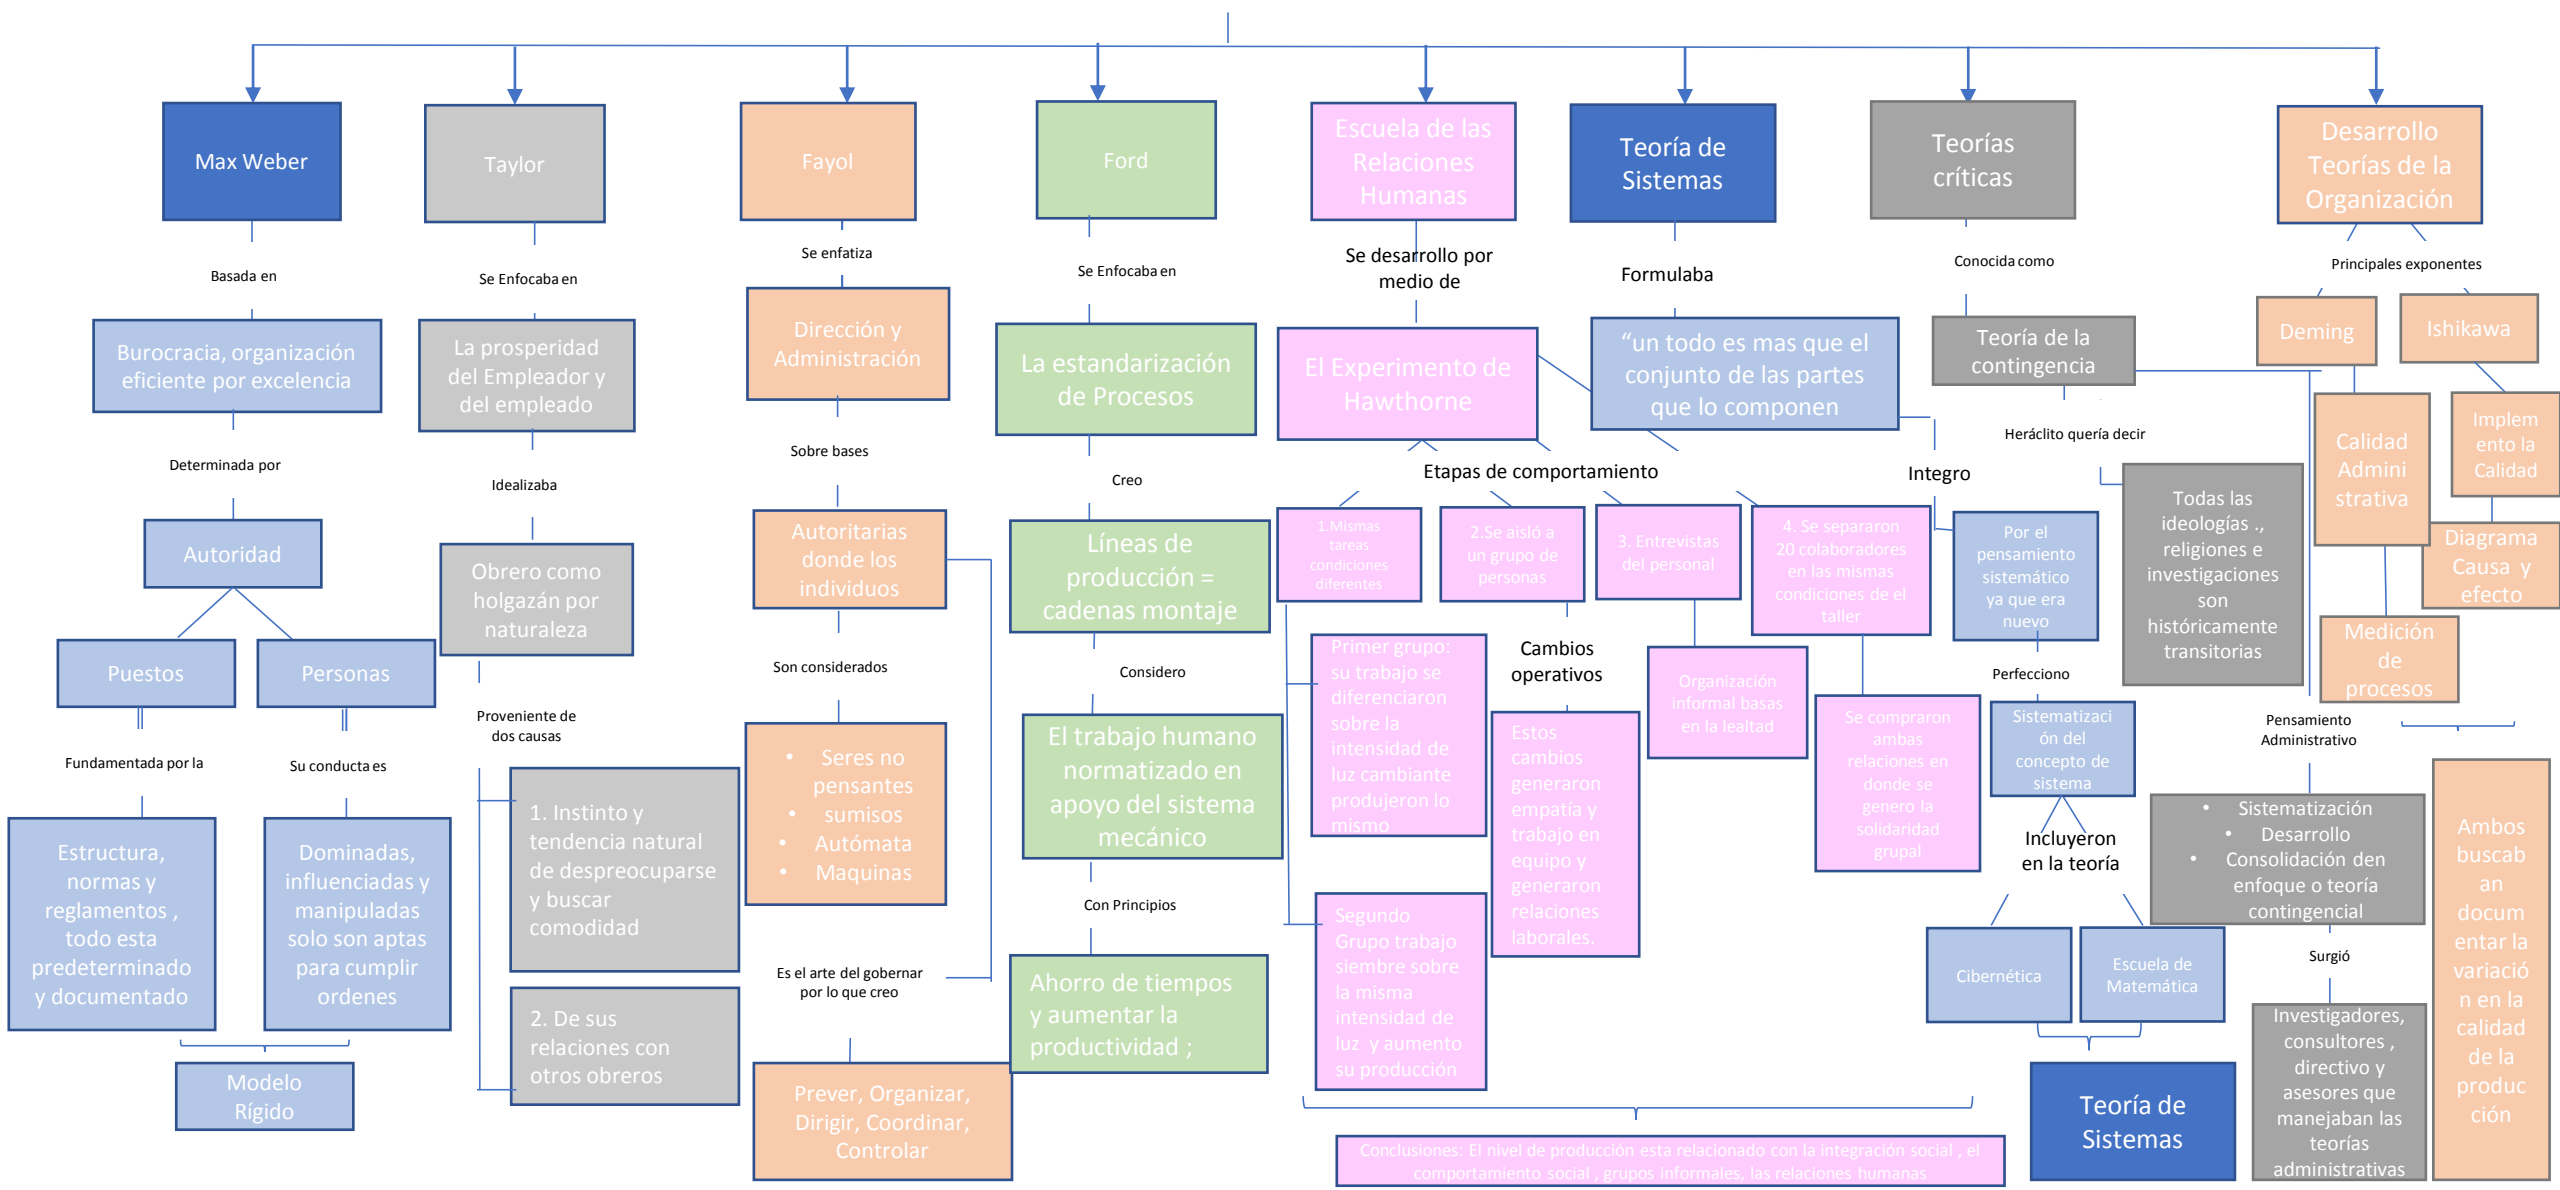 Max Weber
Basada en
Burocracia, organización
eficiente por excelencia
Determinada por
Autoridad
Puestos
Personas
Fundamentada por la
Su conducta es
Estructura,
normas y
reglamentos ,
todo esta
predeterminado
y documentado
Dominadas,
influenciadas y
manipuladas
solo son aptas
para cumplir
ordenes
Modelo
Rígido
Taylor
Se Enfocaba en
La prosperidad
del Empleador y
del empleado
Idealizaba
Obrero como
holgazán por
naturaleza
Proveniente de
dos causas
1. Instinto y
tendencia natural
de despreocuparse
y buscar
comodidad
2. De sus
relaciones con
otros obreros
Fayol
Se enfatiza
Dirección y
Administración
Sobre bases
Autoritarias
donde los
individuos
Son considerados
• Seres no
pensantes
• sumisos
• Autómata
• Maquinas
Es el arte del gobernar
por lo que creo
Prever, Organizar,
Dirigir, Coordinar,
Controlar
Ford
Se Enfocaba en
La estandarización
de Procesos
Creo
Líneas de
producción =
cadenas montaje
Considero
El trabajo humano
normatizado en
apoyo del sistema
mecánico
Con Principios
Ahorro de tiempos
y aumentar la
productividad ;
Escuela de las
Relaciones
Humanas
Se desarrollo por
medio de
El Experimento de
Hawthorne
Etapas de comportamiento
1.Mismas
tareas
condiciones
diferentes
2.Se aisló a
un grupo de
personas
3. Entrevistas
del personal
4. Se separaron
20 colaboradores
en las mismas
condiciones de el
taller
Primer grupo:
su trabajo se
diferenciaron
sobre la
intensidad de
luz cambiante
produjeron lo
mismo
Segundo
Grupo trabajo
siembre sobre
la misma
intensidad de
luz y aumento
su producción
Cambios
operativos
Estos
cambios
generaron
empatía y
trabajo en
equipo y
generaron
relaciones
laborales.
Organización
informal basas
en la lealtad
Se compraron
ambas
relaciones en
donde se
genero la
solidaridad
grupal
Conclusiones: El nivel de producción esta relacionado con la integración social , el
comportamiento social , grupos informales, las relaciones humanas
Teoría de
Sistemas
Formulaba
“un todo es mas que el
conjunto de las partes
que lo componen
Integro
Por el
pensamiento
sistemático
ya que era
nuevo
Perfecciono
Sistematizaci
ón del
concepto de
sistema
Incluyeron
en la teoría
Cibernética
Escuela de
Matemática
Teoría de
Sistemas
Teorías
críticas
Conocida como
Teoría de la
contingencia
Heráclito quería decir
Todas las
ideologías .,
religiones e
investigaciones
son
históricamente
transitorias
Pensamiento
Administrativo
• Sistematización
• Desarrollo
• Consolidación den
enfoque o teoría
contingencial
Surgió
Investigadores,
consultores ,
directivo y
asesores que
manejaban las
teorías
administrativas
Desarrollo
Teorías de la
Organización
Principales exponentes
Deming
Ishikawa
Calidad
Admini
strativa
Implem
ento la
Calidad
Diagrama
Causa y
efecto
Medición
de
procesos
Ambos
buscab
an
docum
entar la
variació
n en la
calidad
de la
produc
ción